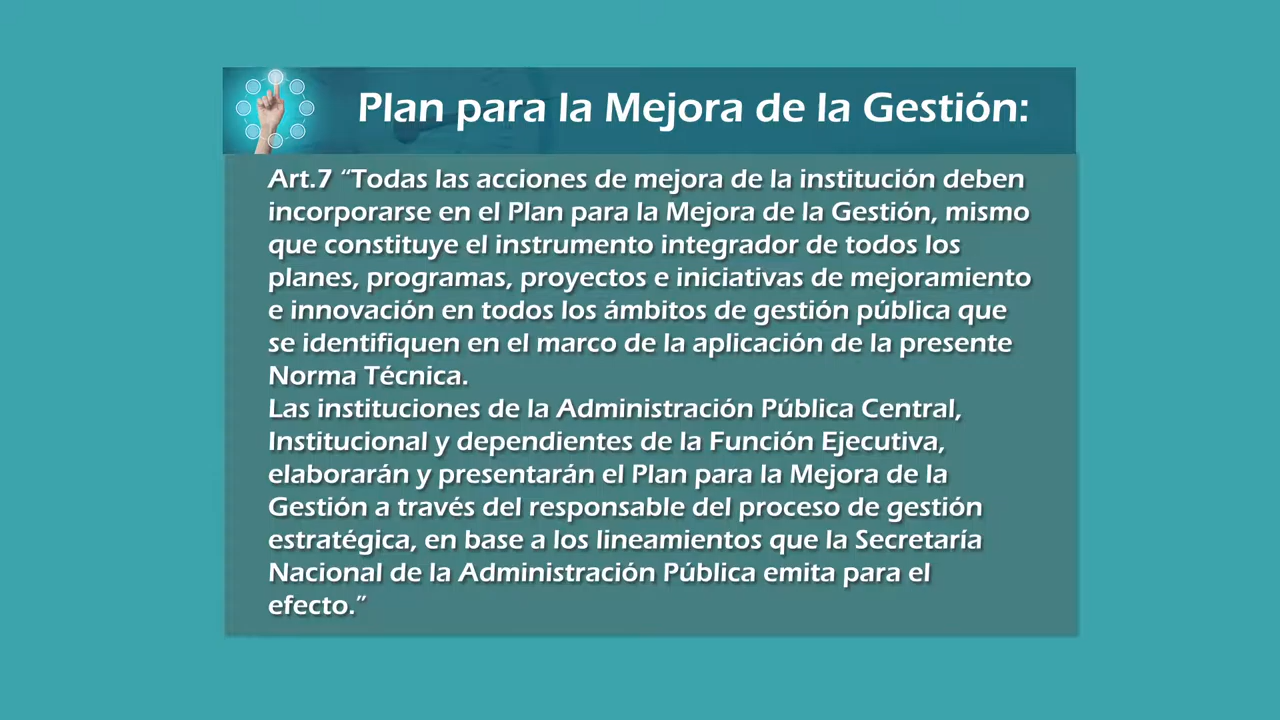 Plan para la Mejora de la Gestión:
Art.7 “Todas las acciones de mejora de la institución deben
incorporarse en el Plan para la Mejora de la Gestión, mismo
que constituye el instrumento integrador de todos los
planes, programas, proyectos e iniciativas de mejoramiento
e innovación en todos los ámbitos de gestión pública que
se identifiquen en el marco de la aplicación de la presente
Norma Técnica.
Las instituciones de la Administración Pública Central,
Institucional y dependientes de la Función Ejecutiva,
elaborarán y presentarán el Plan para la Mejora de la
Gestión a través del responsable del proceso de gestión
estratégica, en base a los lineamientos que la Secretaría
Nacional de la Administración Pública emita para el
efecto.”